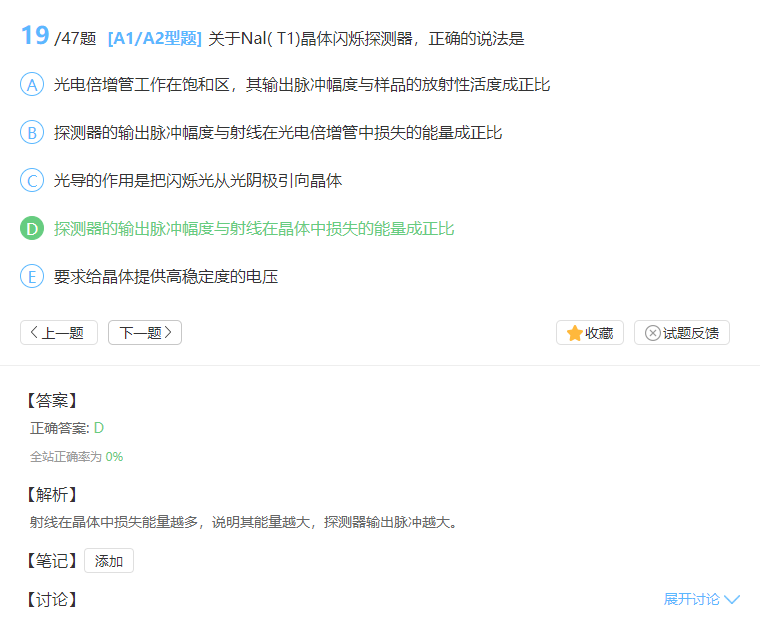 19 /47题 [A1/A2型题] 关于Nal( T1)晶体闪烁探测器，正确的说法是
A 光电倍增管工作在饱和区，其输出脉冲幅度与样品的放射性活度成正比
B 探测器的输出脉冲幅度与射线在光电倍增管中损失的能量成正比
C 光导的作用是把闪烁光从光阴极引向晶体
D 探测器的输出脉冲幅度与射线在晶体中损失的能量成正比
E 要求给晶体提供高稳定度的电压
上一题 下一题 收藏 试题反馈
【答案】
正确答案: D
全站正确率为 0%
【解析】
射线在晶体中损失能量越多，说明其能量越大，探测器输出脉冲越大。
【笔记】 添加
【讨论】 展开讨论